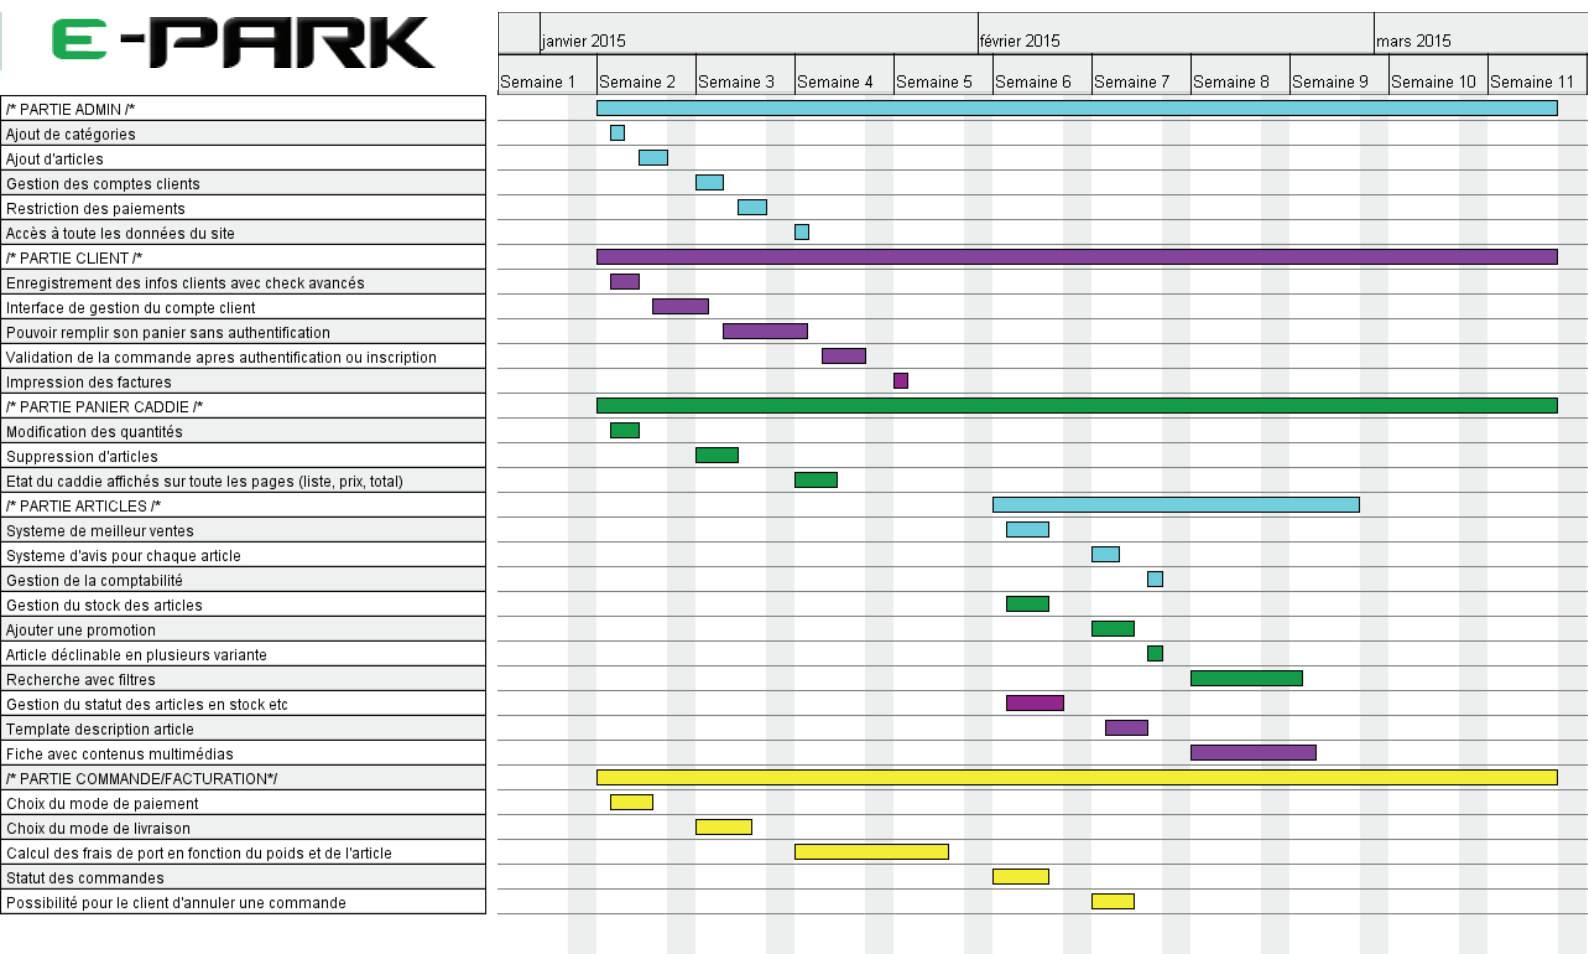 E-PARK
janvier 2015
février 2015
mars 2015
Semaine 1
Semaine 2
Semaine 3
Semaine 4
Semaine 5
Semaine 6
Semaine 7
Semaine 8
Semaine 9
Semaine 10
Semaine 11
/* PARTIE ADMIN /*
Ajout de catégories
Ajout d'articles
Gestion des comptes clients
Restriction des paiements
Accès à toute les données du site
/* PARTIE CLIENT /*
Enregistrement des infos clients avec check avancés
Interface de gestion du compte client
Pouvoir remplir son panier sans authentification
Validation de la commande apres authentification ou inscription
Impression des factures
/* PARTIE PANIER CADDIE /*
Modification des quantités
Suppression d'articles
Etat du caddie affichés sur toute les pages (liste, prix, total)
/* PARTIE ARTICLES /*
Systeme de meilleur ventes
Systeme d'avis pour chaque article
Gestion de la comptabilité
Gestion du stock des articles
Ajouter une promotion
Article déclinable en plusieurs variante
Recherche avec filtres
Gestion du statut des articles en stock etc
Template description article
Fiche avec contenus multimédias
/* PARTIE COMMANDE/FACTURATION*/
Choix du mode de paiement
Choix du mode de livraison
Calcul des frais de port en fonction du poids et de l'article
Statut des commandes
Possibilité pour le client d'annuler une commande